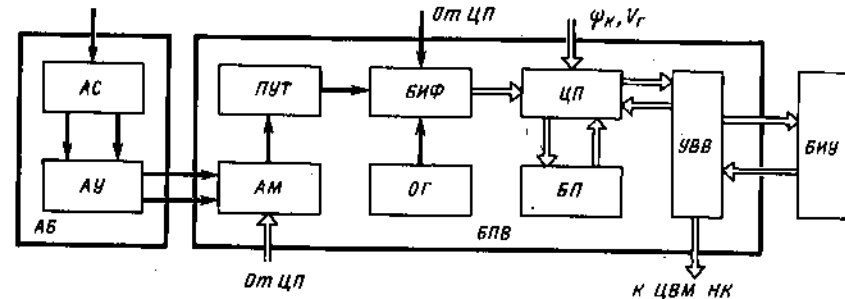 От ЦП
ψк, Vг
АС
ПУТ
БИФ
ЦП
УВВ
БИУ
АУ
АМ
ОГ
БП
АБ
БПВ
От ЦП
к ЦВМ НК